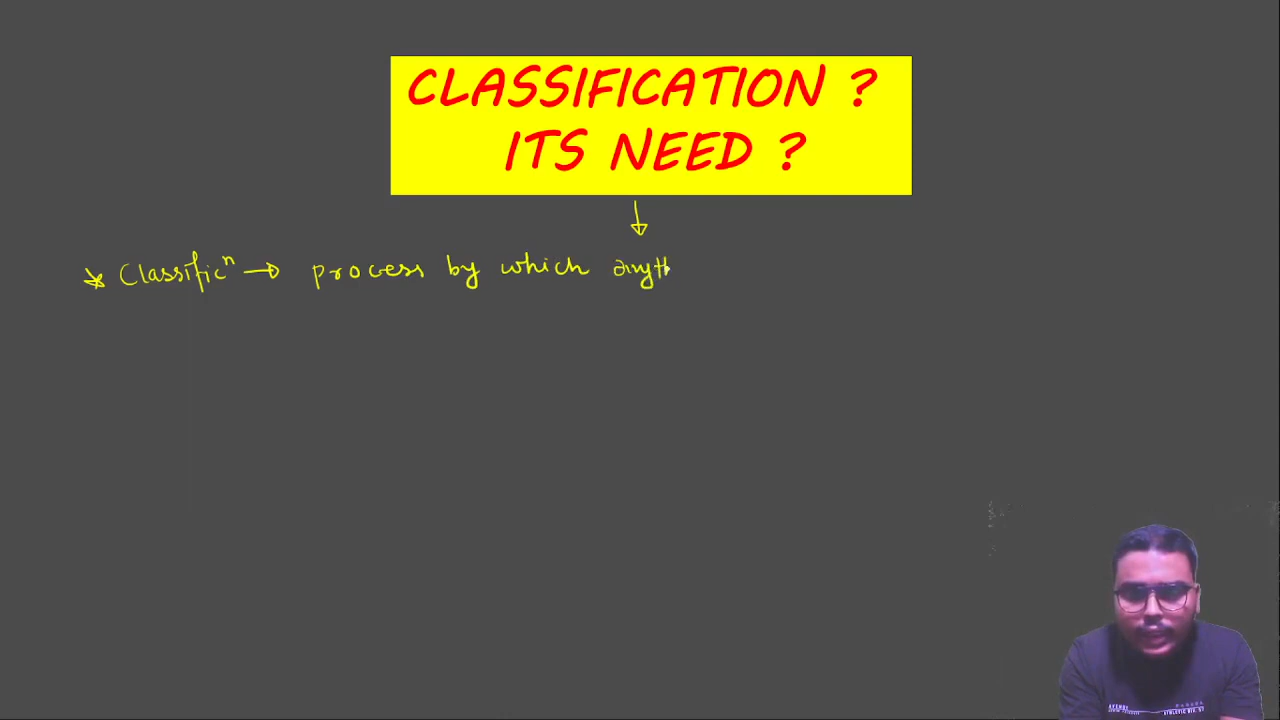 CLASSIFICATION ?
ITS NEED ?
* Classificⁿ → process by which anyth